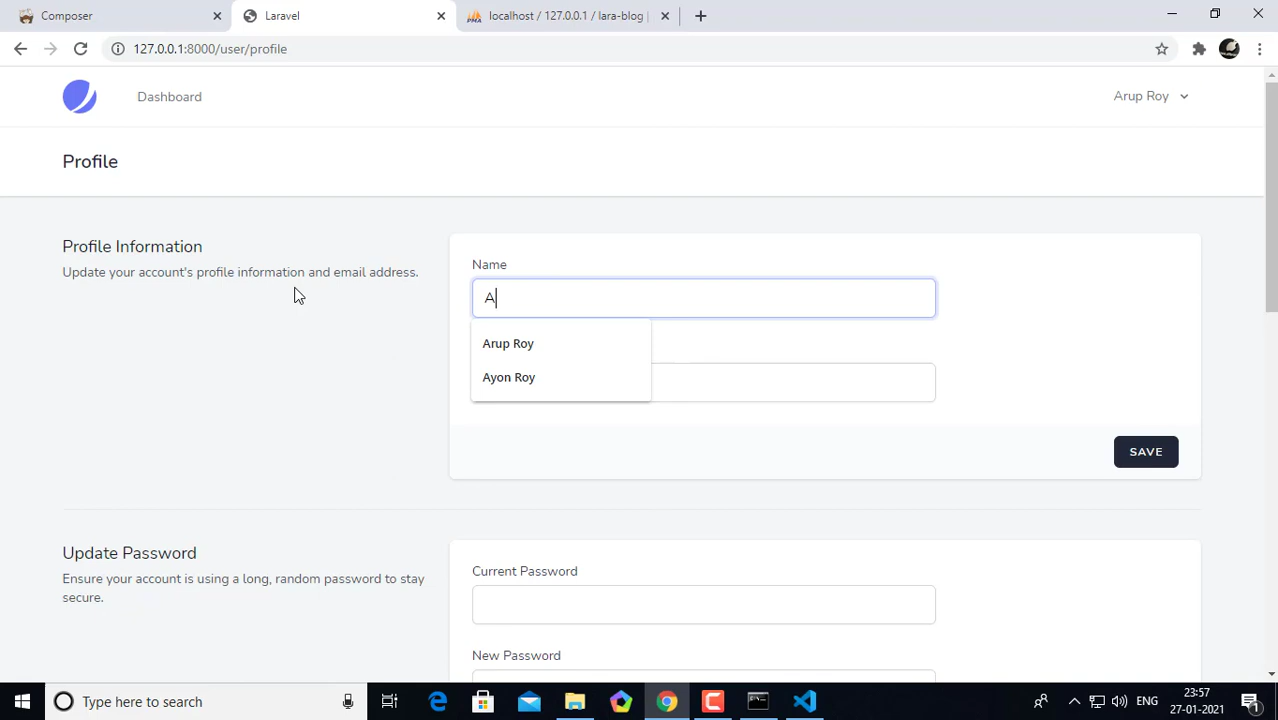 Composer
Laravel
localhost / 127.0.0.1 / lara-blog |
127.0.0.1:8000/user/profile
Dashboard
Arup Roy
Profile
Profile Information
Update your account's profile information and email address.
Name
A
Arup Roy
Ayon Roy
SAVE
Update Password
Ensure your account is using a long, random password to stay
secure.
Current Password
New Password
Type here to search
ENG
23:57
27-01-2021
1